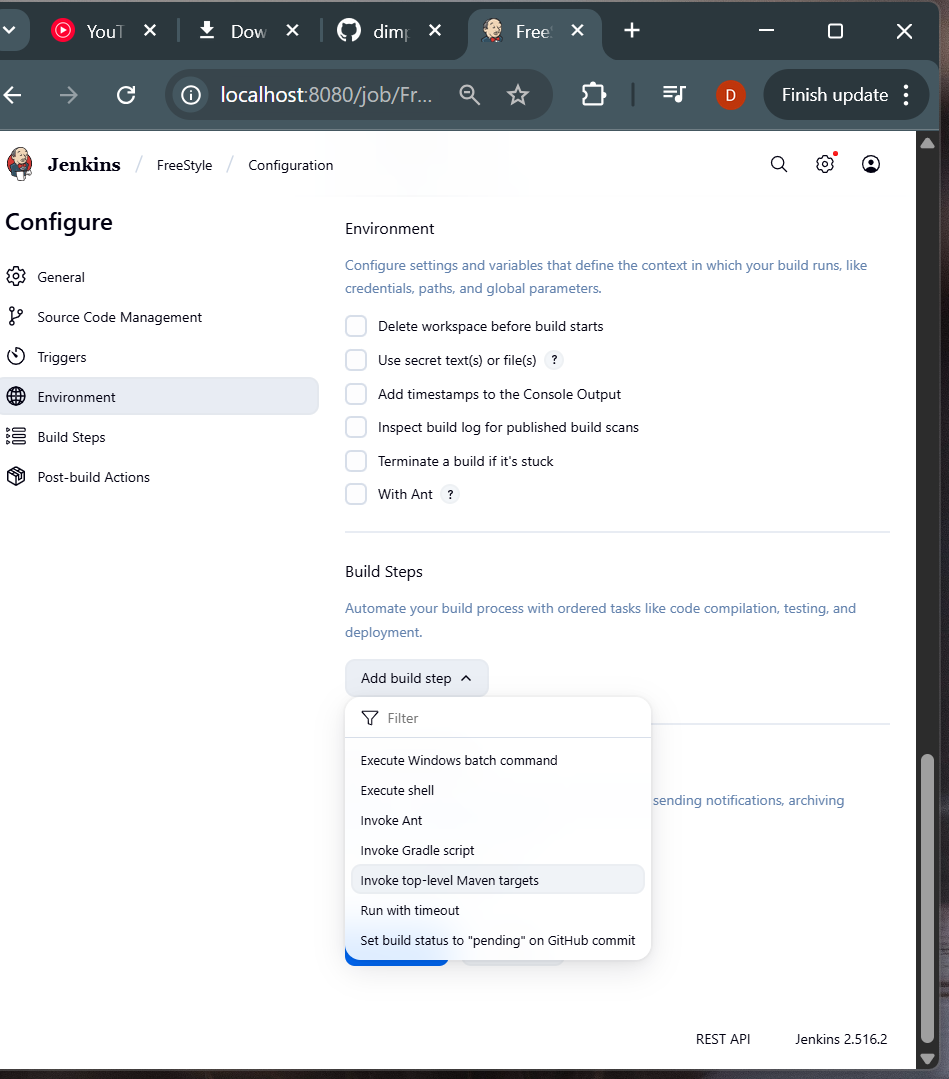 YouT
Dow
dimp
Free
localhost:8080/job/Fr...
D
Finish update
Jenkins / FreeStyle / Configuration
Configure
General
Source Code Management
Triggers
Environment
Build Steps
Post-build Actions
Environment
Configure settings and variables that define the context in which your build runs, like
credentials, paths, and global parameters.
Delete workspace before build starts
Use secret text(s) or file(s) ?
Add timestamps to the Console Output
Inspect build log for published build scans
Terminate a build if it's stuck
With Ant ?
Build Steps
Automate your build process with ordered tasks like code compilation, testing, and
deployment.
Add build step
Filter
Execute Windows batch command
Execute shell
sending notifications, archiving
Invoke Ant
Invoke Gradle script
Invoke top-level Maven targets
Run with timeout
Set build status to "pending" on GitHub commit
REST API
Jenkins 2.516.2